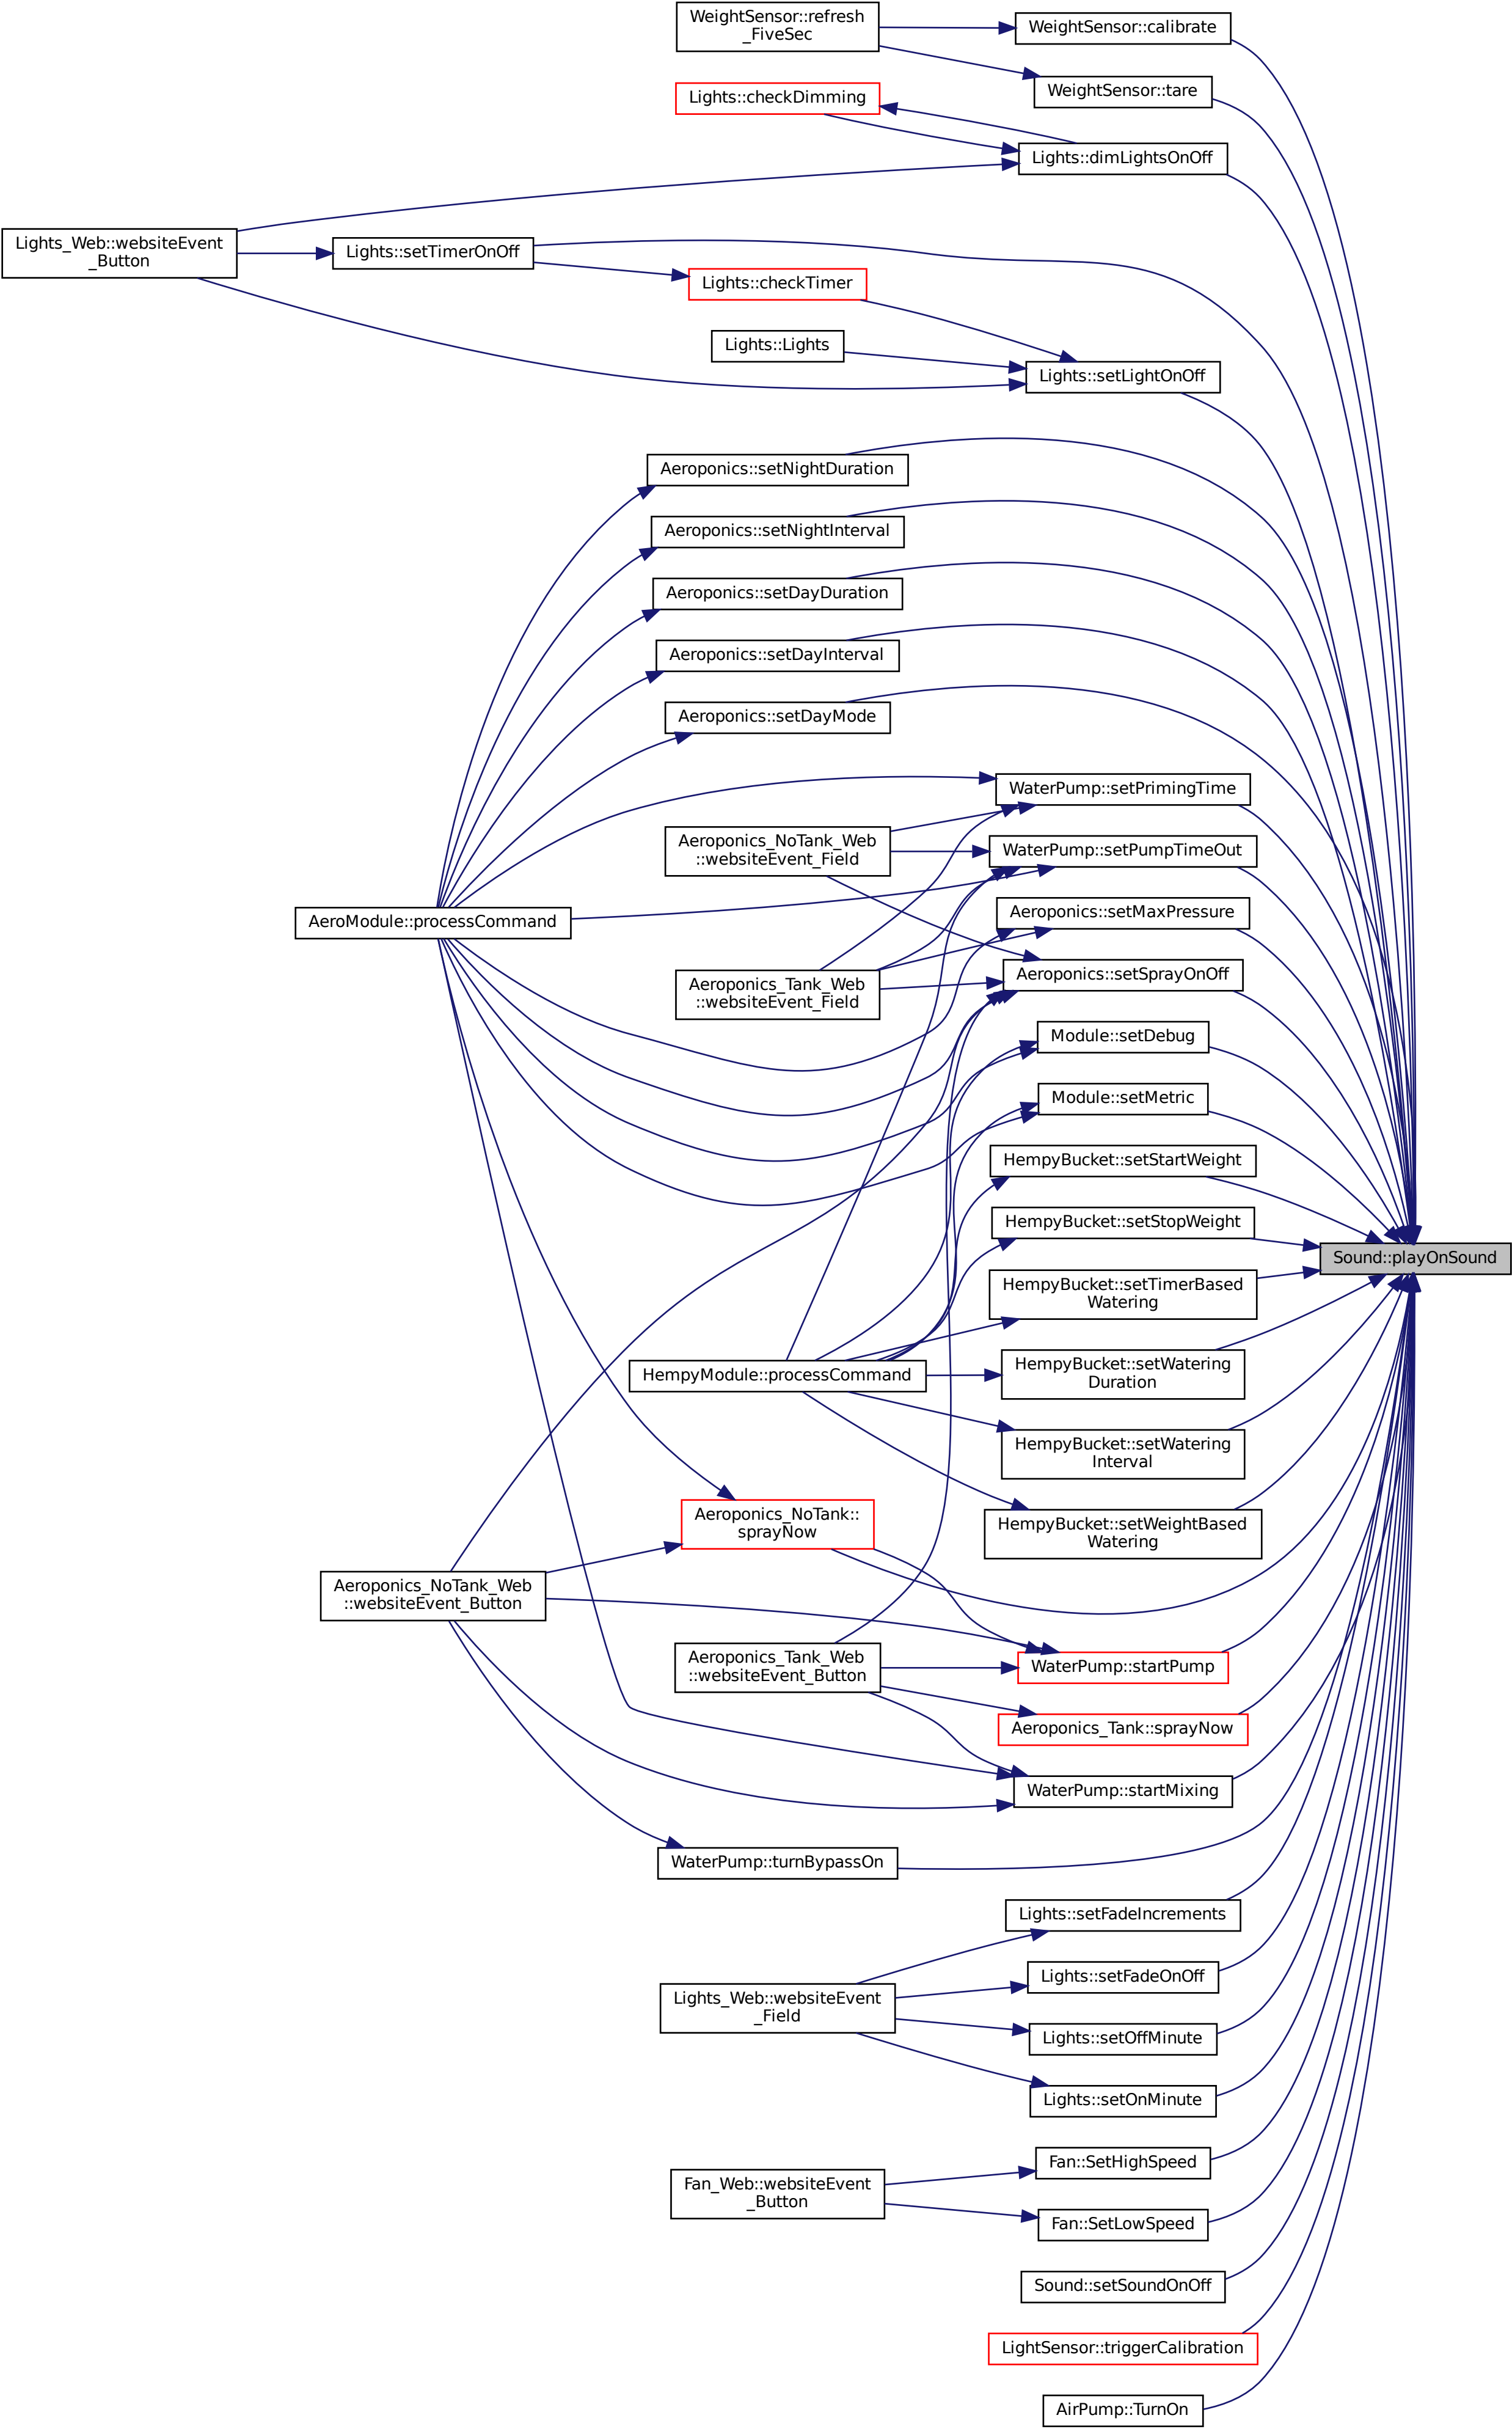 WeightSensor::refresh
_FiveSec
WeightSensor::calibrate
WeightSensor::tare
Lights::checkDimming
Lights::dimLightsOnOff
Lights_Web::websiteEvent
_Button
Lights::setTimerOnOff
Lights::checkTimer
Lights::Lights
Lights::setLightOnOff
Aeroponics::setNightDuration
Aeroponics::setNightInterval
Aeroponics::setDayDuration
Aeroponics::setDayInterval
Aeroponics::setDayMode
WaterPump::setPrimingTime
Aeroponics_NoTank_Web
::websiteEvent_Field
WaterPump::setPumpTimeOut
AeroModule::processCommand
Aeroponics::setMaxPressure
Aeroponics_Tank_Web
::websiteEvent_Field
Aeroponics::setSprayOnOff
Module::setDebug
Module::setMetric
HempyBucket::setStartWeight
HempyBucket::setStopWeight
Sound::playOnSound
HempyBucket::setTimerBased
Watering
HempyModule::processCommand
HempyBucket::setWatering
Duration
HempyBucket::setWatering
Interval
Aeroponics_NoTank::
sprayNow
HempyBucket::setWeightBased
Watering
Aeroponics_NoTank_Web
::websiteEvent_Button
Aeroponics_Tank_Web
::websiteEvent_Button
WaterPump::startPump
Aeroponics_Tank::sprayNow
WaterPump::startMixing
WaterPump::turnBypassOn
Lights::setFadeIncrements
Lights_Web::websiteEvent
_Field
Lights::setFadeOnOff
Lights::setOffMinute
Lights::setOnMinute
Fan::SetHighSpeed
Fan_Web::websiteEvent
_Button
Fan::SetLowSpeed
Sound::setSoundOnOff
LightSensor::triggerCalibration
AirPump::TurnOn